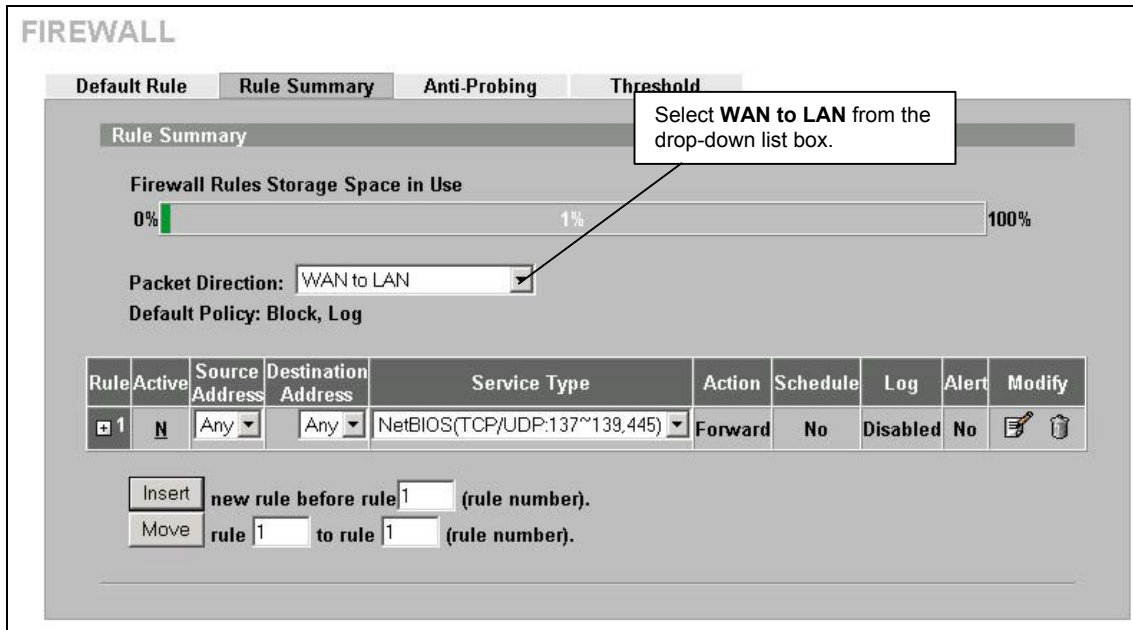 FIREWALL
Default Rule Rule Summary Anti-Probing Threshold
Select WAN to LAN from the
drop-down list box.
Rule Summary
Firewall Rules Storage Space in Use
0% 1% 100%
Packet Direction: WAN to LAN
Default Policy: Block, Log
Rule Active Source Address Destination Address Service Type Action Schedule Log Alert Modify
1 N Any Any NetBIOS(TCP/UDP:137~139,445) Forward No Disabled No
Insert new rule before rule 1 (rule number).
Move rule 1 to rule 1 (rule number).